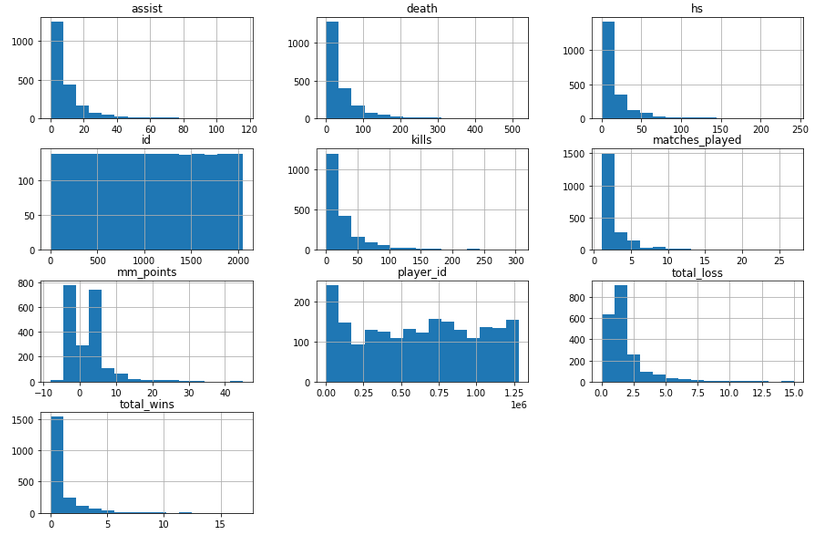 assist death hs
1000 1000 1000
500 500 500
0 0 0
0 20 40 60 80 100 120 0 100 200 300 400 500 0 50 100 150 200 250
id kills matches_played
100 1000 1500
50 500 1000
0 0 500
0
0 500 1000 1500 2000 0 50 100 150 200 250 300 0 5 10 15 20 25
mm_points player_id total_loss
800 200 800
600 100 600
400 0 400
200 200
0 0
−10 0 10 20 30 40 0.00 0.25 0.50 0.75 1.00 1.25 0.0 2.5 5.0 7.5 10.0 12.5 15.0
1e6
total_wins
1500
1000
500
0
0 5 10 15